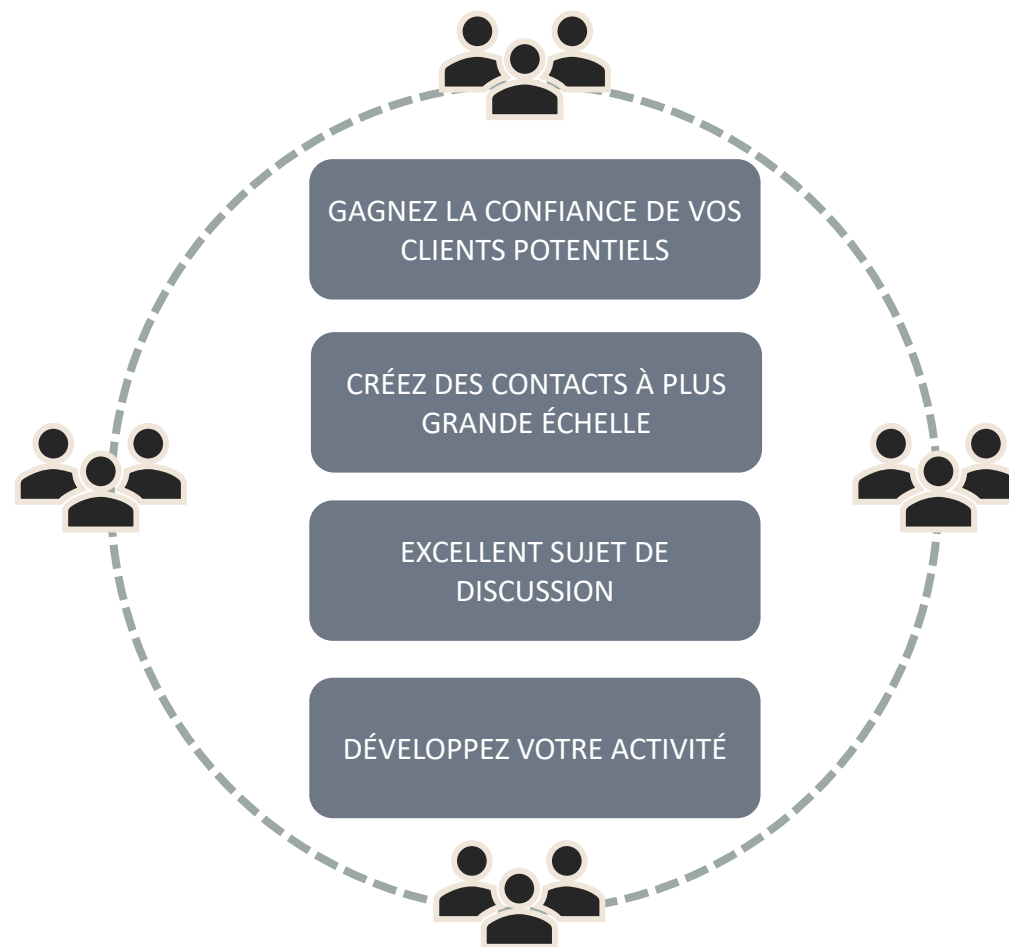 GAGNEZ LA CONFIANCE DE VOS
CLIENTS POTENTIELS
CRÉEZ DES CONTACTS À PLUS
GRANDE ÉCHELLE
EXCELLENT SUJET DE
DISCUSSION
DÉVELOPPEZ VOTRE ACTIVITÉ